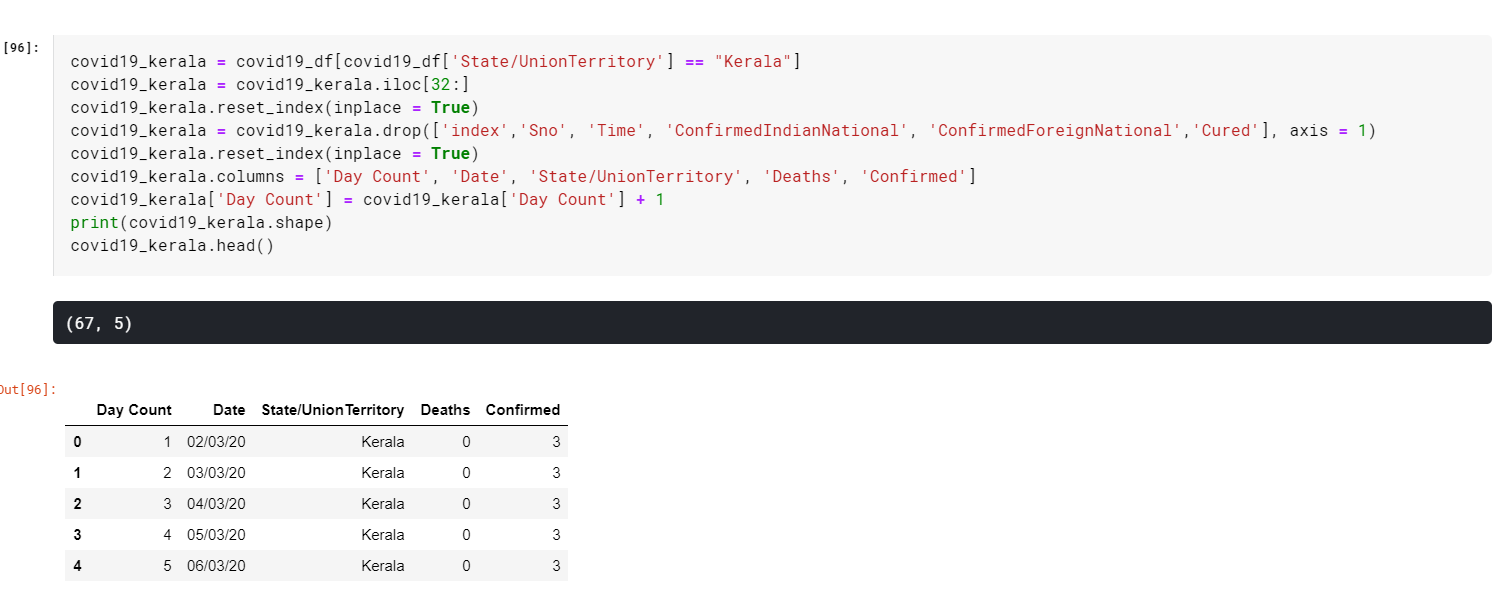 [96]:
covid19_kerala = covid19_df[covid19_df['State/UnionTerritory'] == "Kerala"]
covid19_kerala = covid19_kerala.iloc[32:]
covid19_kerala.reset_index(inplace = True)
covid19_kerala = covid19_kerala.drop(['index','Sno', 'Time', 'ConfirmedIndianNational', 'ConfirmedForeignNational','Cured'], axis = 1)
covid19_kerala.reset_index(inplace = True)
covid19_kerala.columns = ['Day Count', 'Date', 'State/UnionTerritory', 'Deaths', 'Confirmed']
covid19_kerala['Day Count'] = covid19_kerala['Day Count'] + 1
print(covid19_kerala.shape)
covid19_kerala.head()
(67, 5)
Out[96]:
Day Count Date State/UnionTerritory Deaths Confirmed
0 1 02/03/20 Kerala 0 3
1 2 03/03/20 Kerala 0 3
2 3 04/03/20 Kerala 0 3
3 4 05/03/20 Kerala 0 3
4 5 06/03/20 Kerala 0 3